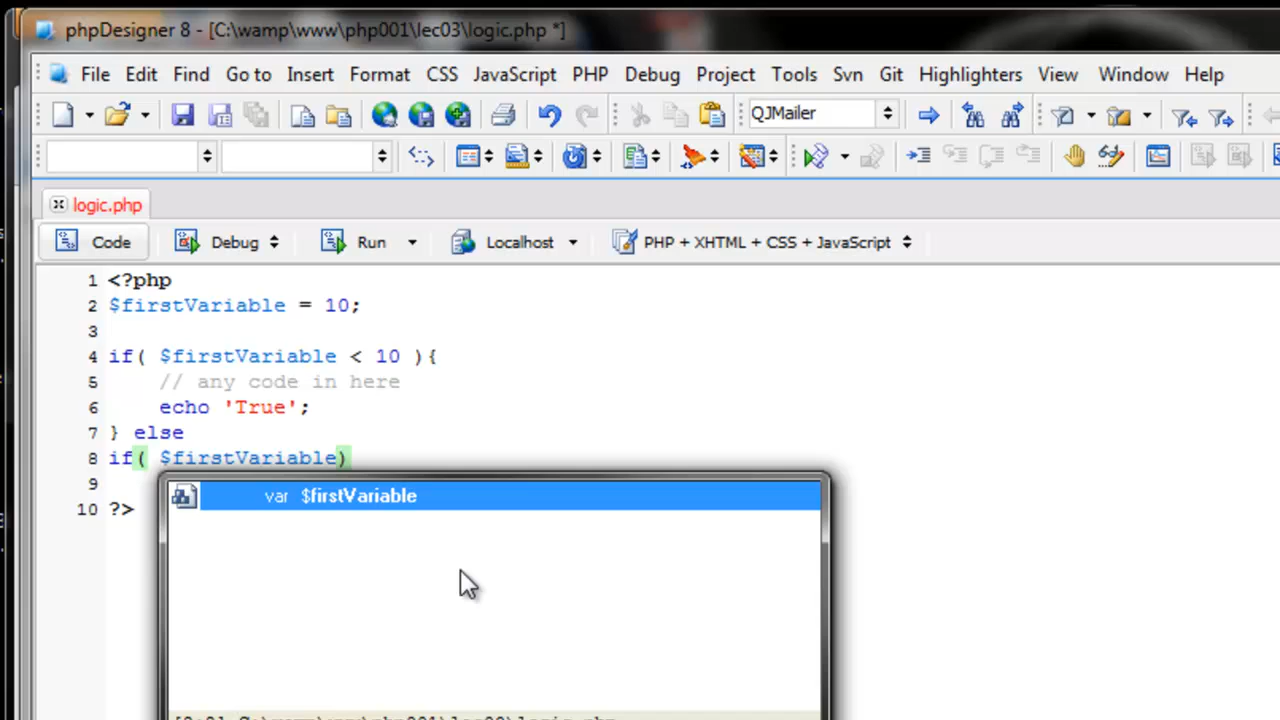 phpDesigner 8 - [C:\wamp\www\php001\lec03\logic.php *]
File Edit Find Go to Insert Format CSS JavaScript PHP Debug Project Tools Svn Git Highlighters View Window Help
QJMailer
logic.php
Code Debug Run Localhost PHP + XHTML + CSS + JavaScript
1 <?php
2 $firstVariable = 10;
3
4 if( $firstVariable < 10 ){
5 // any code in here
6 echo 'True';
7 } else
8 if( $firstVariable)
9
var $firstVariable
10 ?>